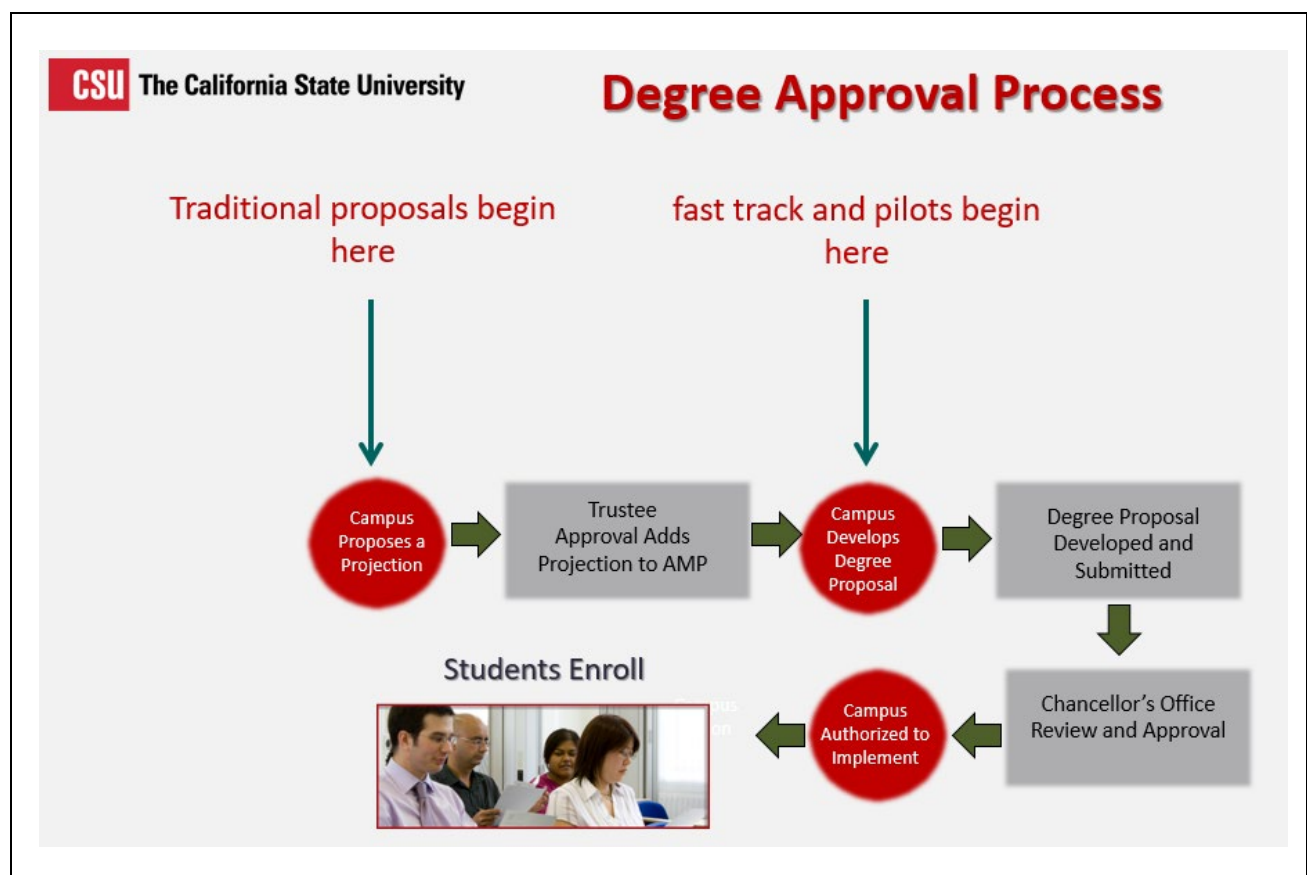 CSU The California State University
Degree Approval Process
Traditional proposals begin
here
fast track and pilots begin
here
Campus
Proposes a
Projection
Trustee
Approval Adds
Projection to AMP
Campus
Develops
Degree
Proposal
Degree Proposal
Developed and
Submitted
Students Enroll
Campus
Authorized to
Implement
Chancellor's Office
Review and Approval